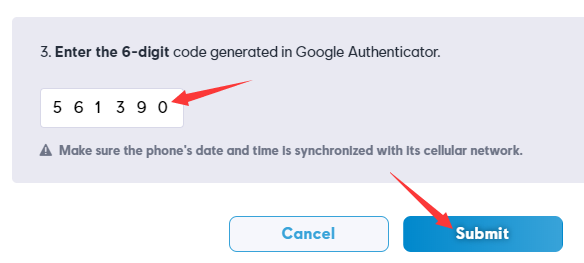 3. Enter the 6-digit code generated in Google Authenticator.
5 6 1 3 9 0
Make sure the phone's date and time is synchronized with its cellular network.
Cancel
Submit